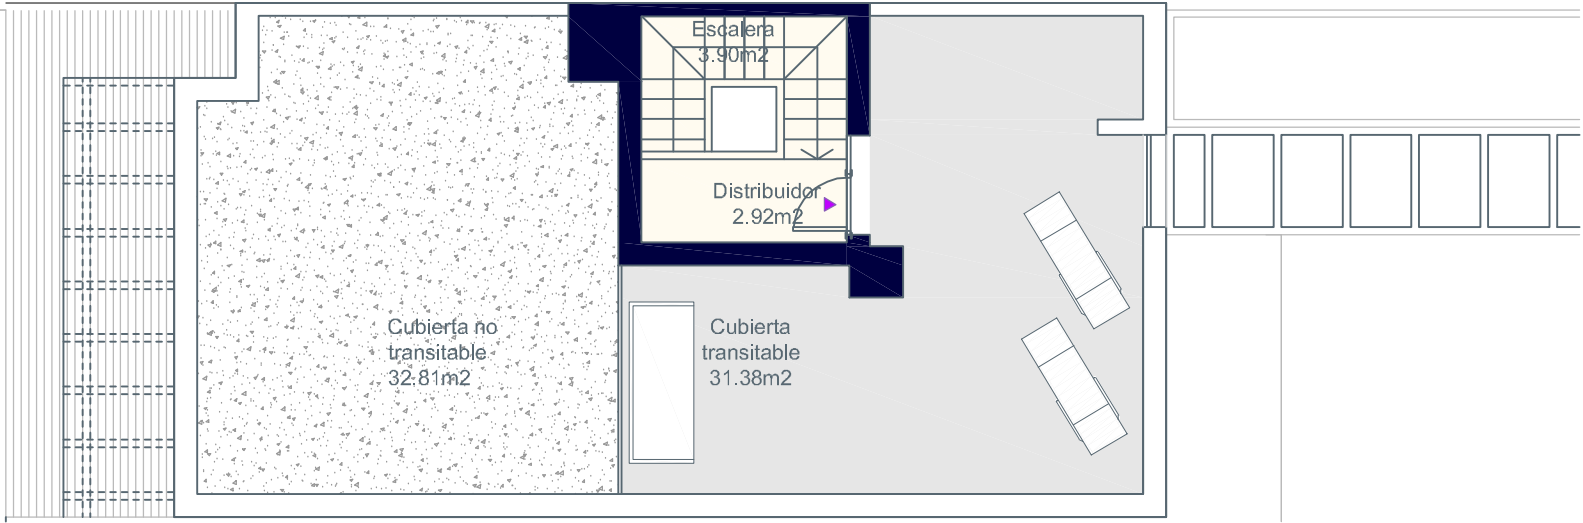 Escalera
3.90m2
Distribuidor
2.92m2
Cubierta no
transitable
32.81m2
Cubierta
transitable
31.38m2